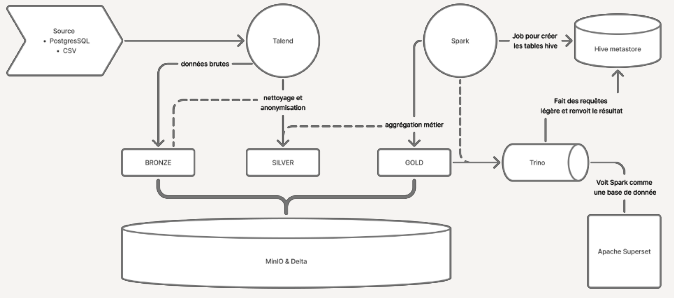 Source
• PostgresSQL
• CSV
Talend
Spark
Job pour créer
les tables hive
Hive metastore
données brutes
nettoyage et
anonymisation
aggrégation métier
Fait des requêtes
légère et renvoit le résultat
BRONZE
SILVER
GOLD
Trino
Voit Spark comme
une base de donnée
MinIO & Delta
Apache Superset